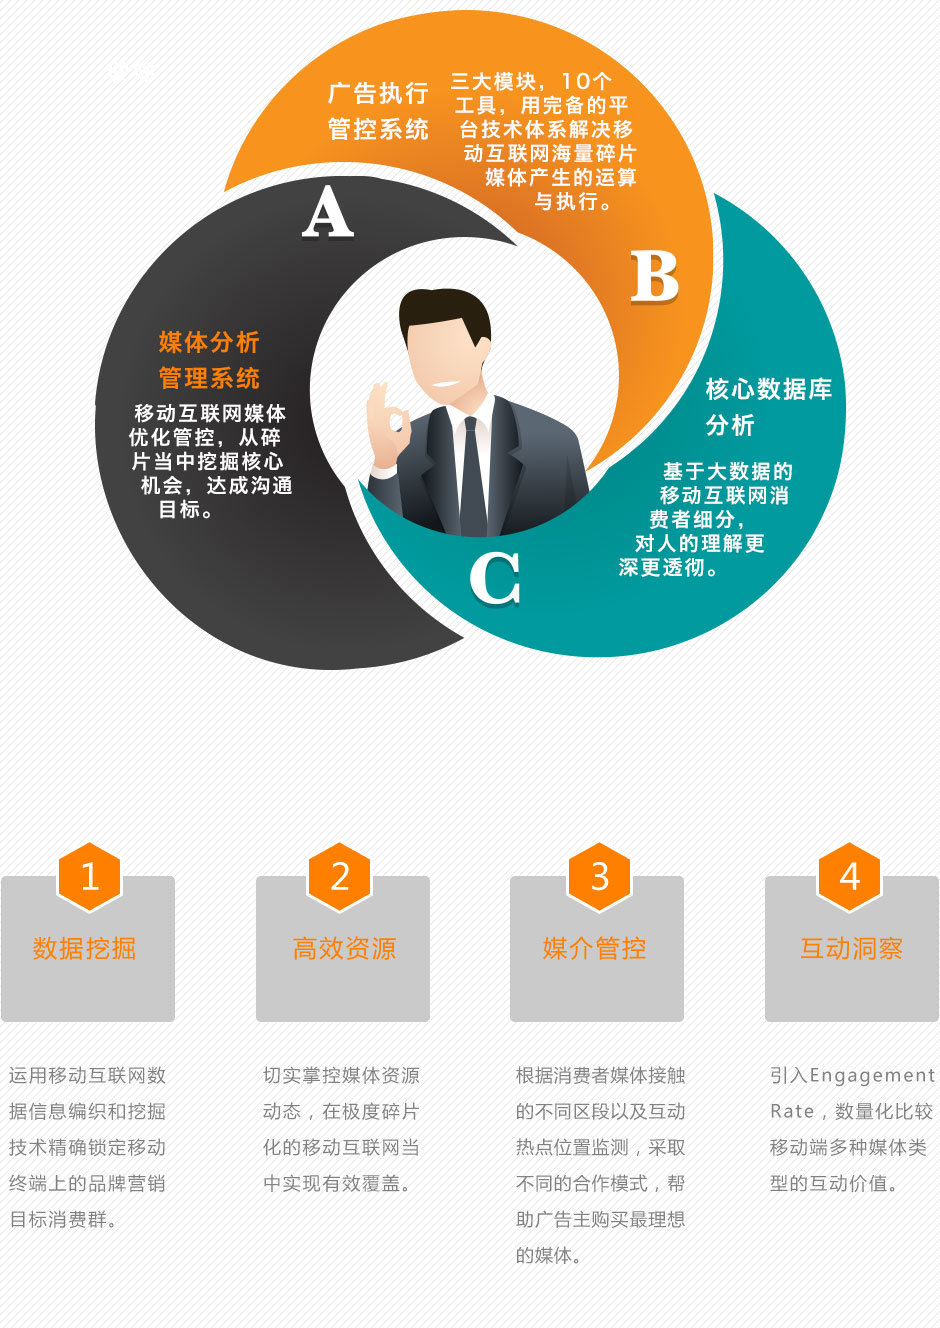 广告执行
管控系统
三大模块，10个
工具，用完备的平
台技术体系解决移
动互联网海量碎片
媒体产生的运算
与执行。
A
B
媒体分析
管理系统
移动互联网媒体
优化管控，从碎
片当中挖掘核心
机会，达成沟通
目标。
核心数据库
分析
基于大数据的
移动互联网消
费者细分，
对人的理解更
深更透彻。
C
1
数据挖掘
运用移动互联网数
据信息编织和挖掘
技术精确锁定移动
终端上的品牌营销
目标消费群。
2
高效资源
切实掌控媒体资源
动态，在极度碎片
化的移动互联网当
中实现有效覆盖。
3
媒介管控
根据消费者媒体接触
的不同区段以及互动
热点位置监测，采取
不同的合作模式，帮
助广告主购买最理想
的媒体。
4
互动洞察
引入Engagement
Rate，数量化比较
移动端多种媒体类
型的互动价值。